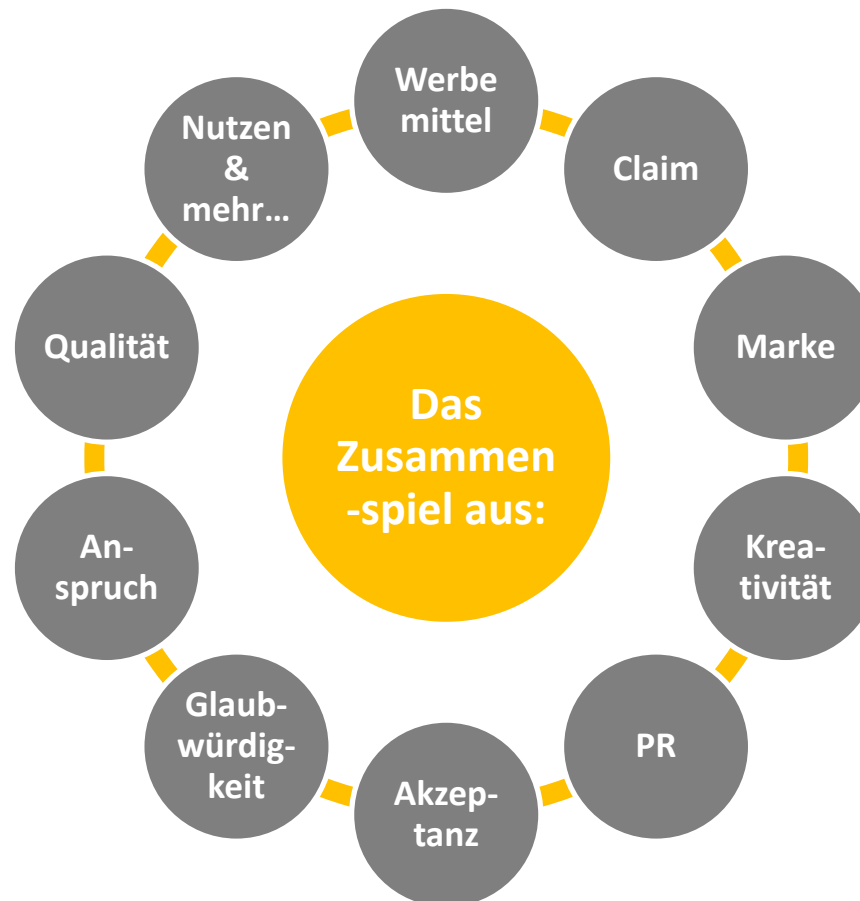 Das
Zusammen
-spiel aus:
Werbe
mittel
Claim
Marke
Krea-
tivität
PR
Akzep-
tanz
Glaub-
würdig-
keit
An-
spruch
Qualität
Nutzen
&
mehr…